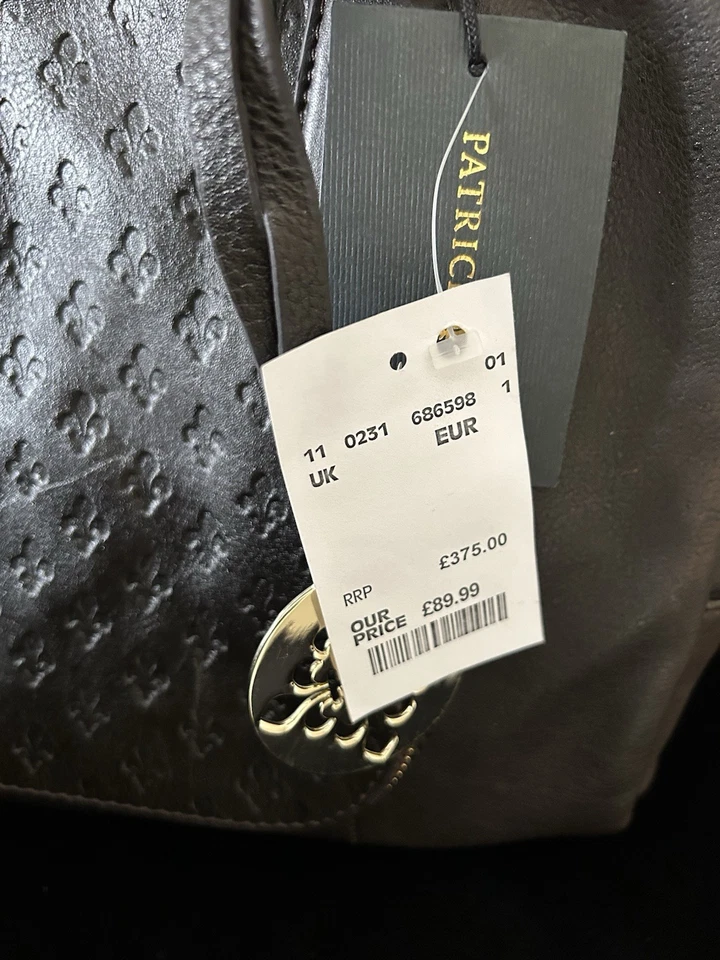 PATRIC
01
11 0231 686598 1
UK EUR
£375.00
RRP
OUR
PRICE £89.99